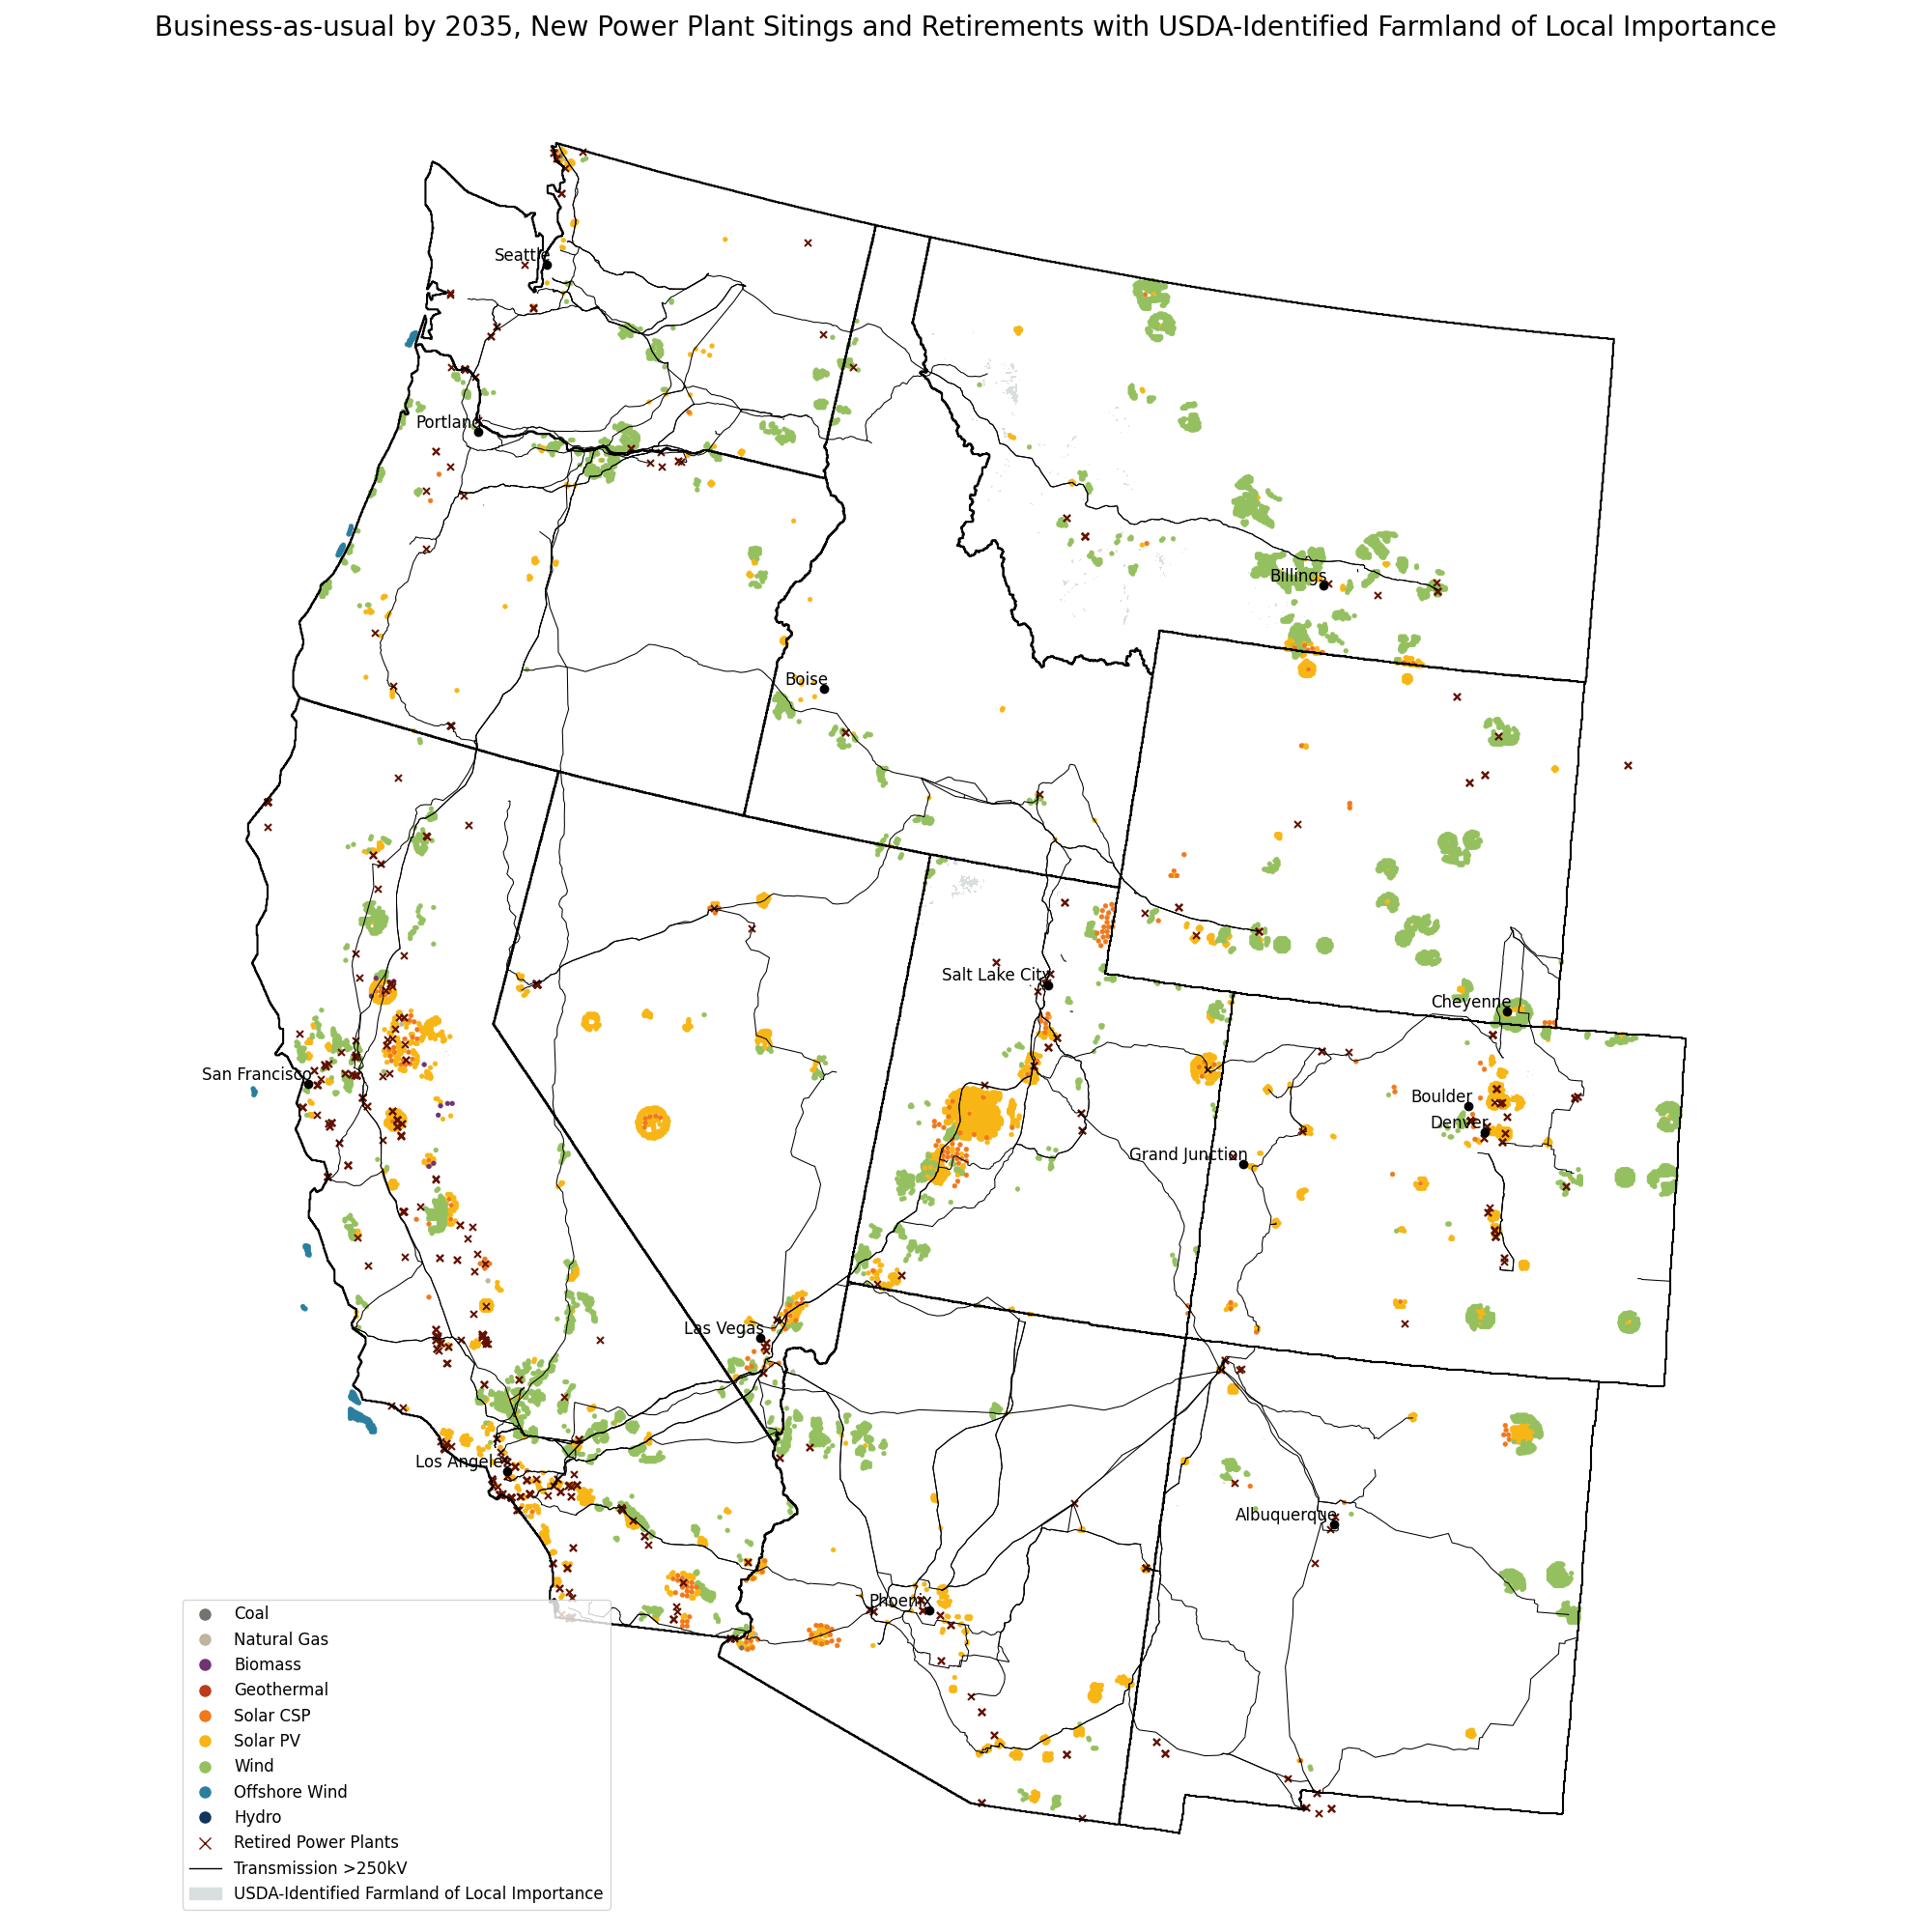 Business-as-usual by 2035, New Power Plant Sitings and Retirements with USDA-Identified Farmland of Local Importance
Seattle
Portland
Billings
Boise
Salt Lake City
Cheyenne
San Francisco
Boulder
Denver
Grand Junction
Las Vegas
Los Angeles
Albuquerque
Phoenix
Coal
Natural Gas
Biomass
Geothermal
Solar CSP
Solar PV
Wind
Offshore Wind
Hydro
Retired Power Plants
Transmission >250kV
USDA-Identified Farmland of Local Importance